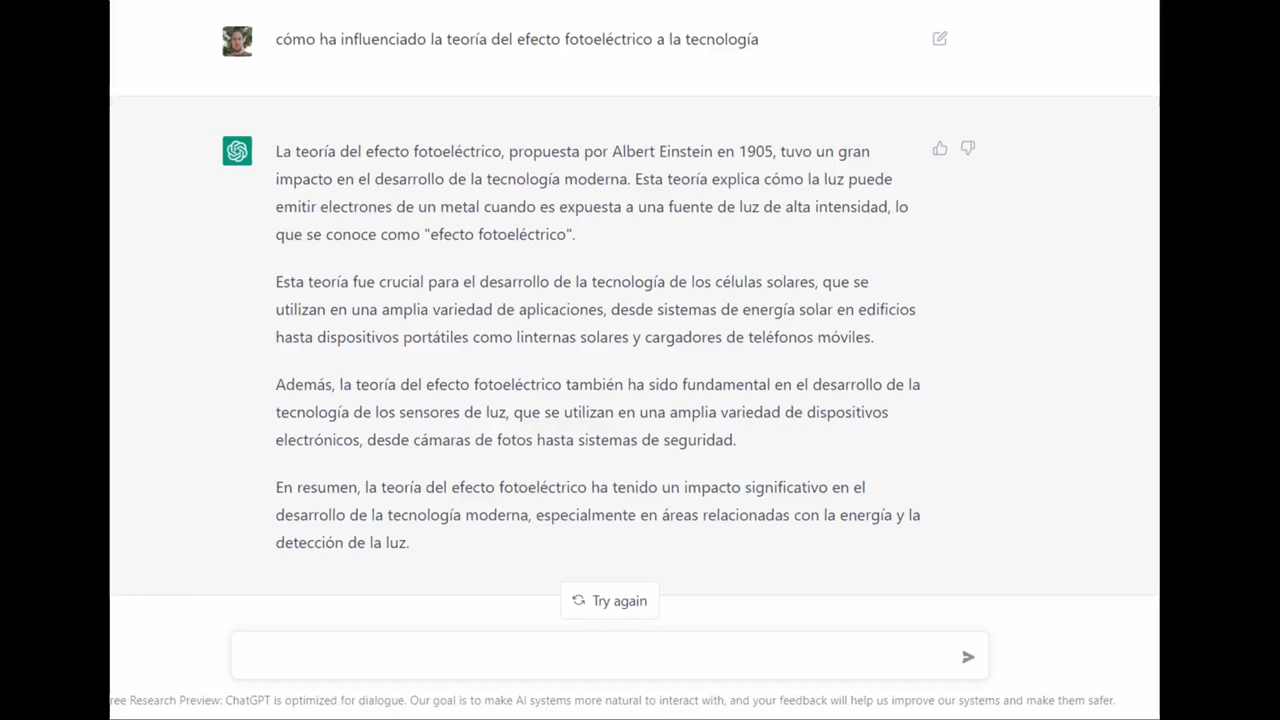 cómo ha influenciado la teoría del efecto fotoeléctrico a la tecnología
La teoría del efecto fotoeléctrico, propuesta por Albert Einstein en 1905, tuvo un gran
impacto en el desarrollo de la tecnología moderna. Esta teoría explica cómo la luz puede
emitir electrones de un metal cuando es expuesta a una fuente de luz de alta intensidad, lo
que se conoce como "efecto fotoeléctrico".
Esta teoría fue crucial para el desarrollo de la tecnología de los células solares, que se
utilizan en una amplia variedad de aplicaciones, desde sistemas de energía solar en edificios
hasta dispositivos portátiles como linternas solares y cargadores de teléfonos móviles.
Además, la teoría del efecto fotoeléctrico también ha sido fundamental en el desarrollo de la
tecnología de los sensores de luz, que se utilizan en una amplia variedad de dispositivos
electrónicos, desde cámaras de fotos hasta sistemas de seguridad.
En resumen, la teoría del efecto fotoeléctrico ha tenido un impacto significativo en el
desarrollo de la tecnología moderna, especialmente en áreas relacionadas con la energía y la
detección de la luz.
Try again
ree Research Preview: ChatGPT is optimized for dialogue. Our goal is to make AI systems more natural to interact with, and your feedback will help us improve our systems and make them safer.